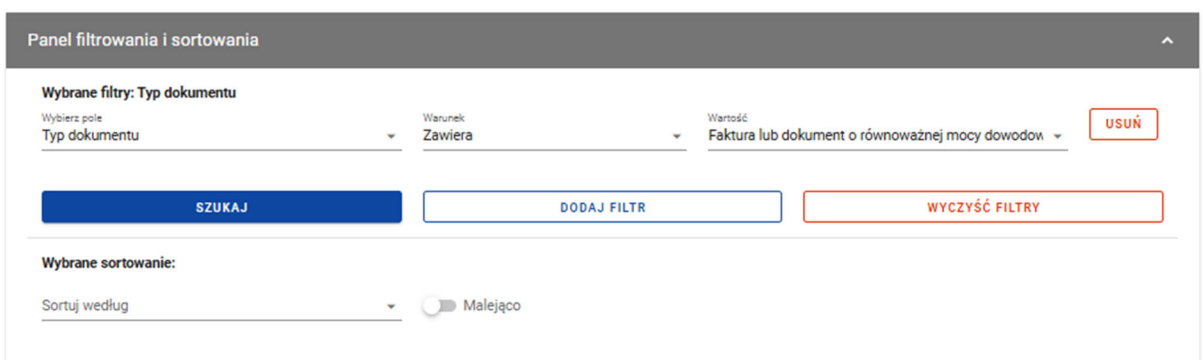 Panel filtrowania i sortowania
Wybrane filtry: Typ dokumentu
Wybierz pole
Typ dokumentu
Warunek
Zawiera
Wartość
Faktura lub dokument o równoważnej mocy dowodow
USUŃ
SZUKAJ
DODAJ FILTR
WYCZYŚĆ FILTRY
Wybrane sortowanie:
Sortuj według
Malejąco